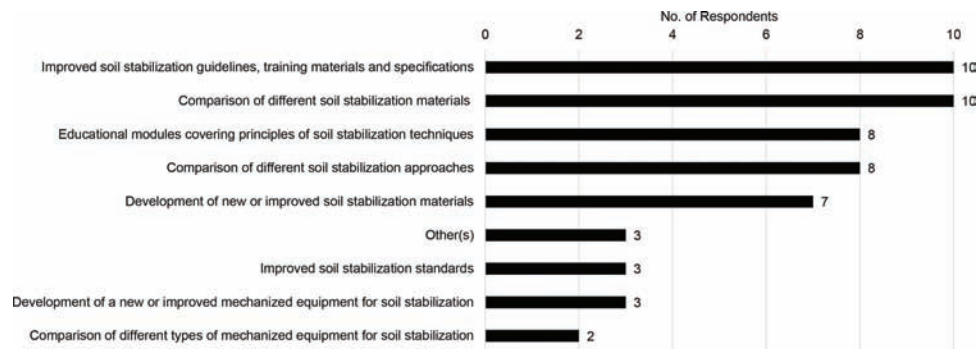 No. of Respondents
0 2 4 6 8 10
Improved soil stabilization guidelines, training materials and specifications 10
Comparison of different soil stabilization materials 10
Educational modules covering principles of soil stabilization techniques 8
Comparison of different soil stabilization approaches 8
Development of new or improved soil stabilization materials 7
Other(s) 3
Improved soil stabilization standards 3
Development of a new or improved mechanized equipment for soil stabilization 3
Comparison of different types of mechanized equipment for soil stabilization 2